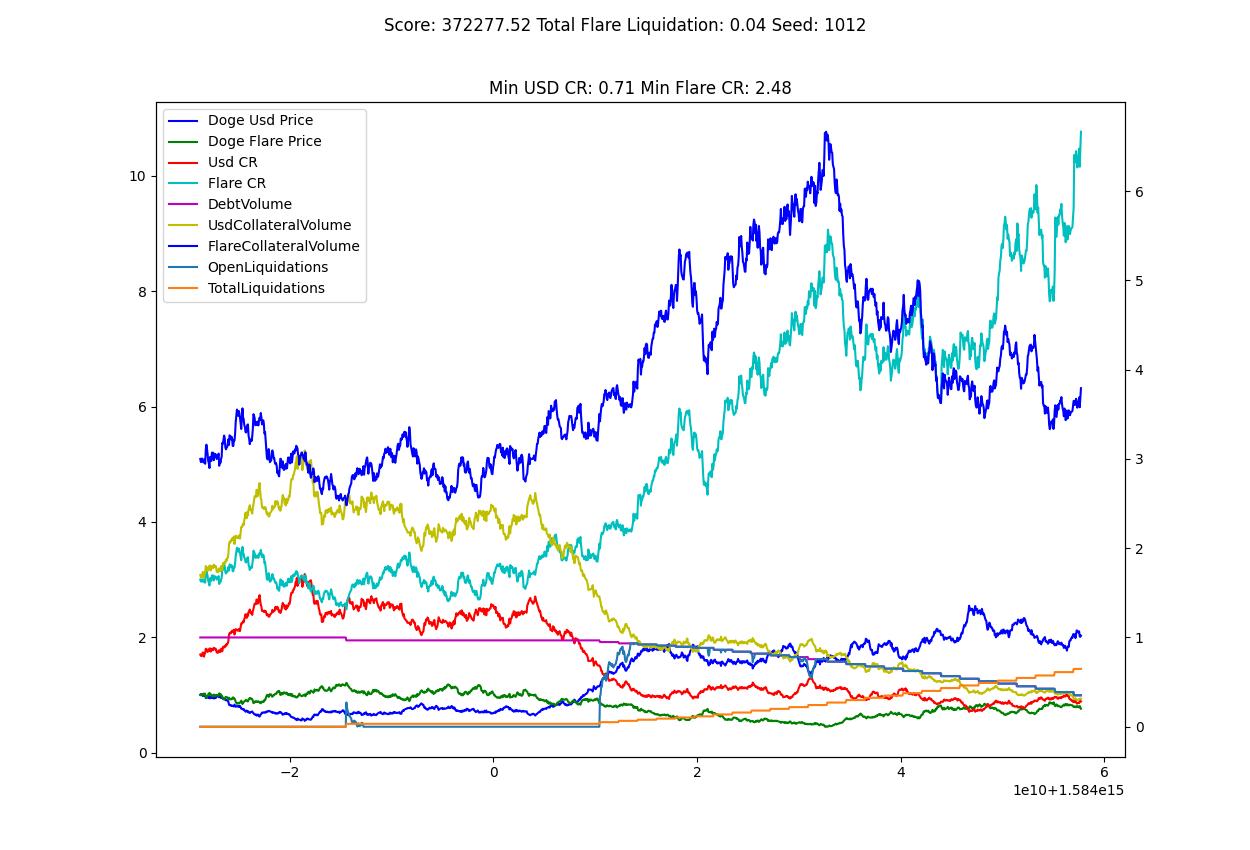 Score: 372277.52 Total Flare Liquidation: 0.04 Seed: 1012
Min USD CR: 0.71 Min Flare CR: 2.48
Doge Usd Price
Doge Flare Price
Usd CR
Flare CR
DebtVolume
UsdCollateralVolume
FlareCollateralVolume
OpenLiquidations
TotalLiquidations
10
8
6
4
2
0
6
5
4
3
2
1
0
−2
0
2
4
6
1e10+1.584e15